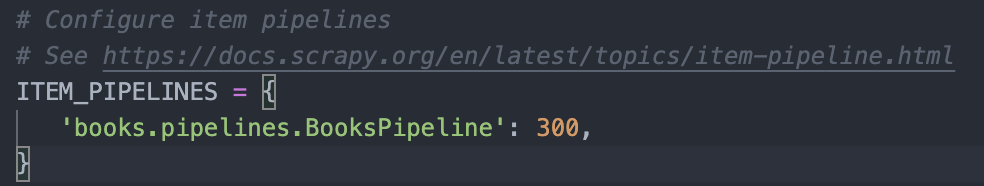 # Configure item pipelines
# See https://docs.scrapy.org/en/latest/topics/item-pipeline.html
ITEM_PIPELINES = {
   'books.pipelines.BooksPipeline': 300,
}